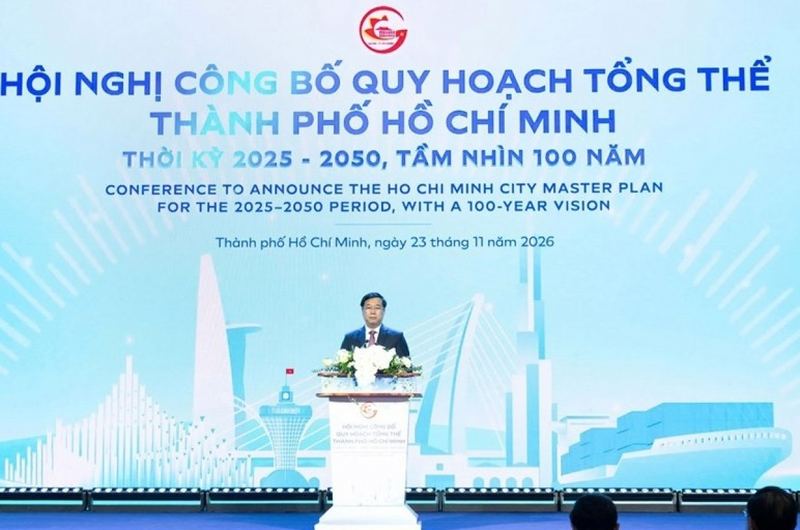 HỘI NGHỊ CÔNG BỐ QUY HOẠCH TỔNG THỂ
THÀNH PHỐ HỒ CHÍ MINH
THỜI KỲ 2025 - 2050, TẦM NHÌN 100 NĂM
CONFERENCE TO ANNOUNCE THE HO CHI MINH CITY MASTER PLAN
FOR THE 2025–2050 PERIOD, WITH A 100-YEAR VISION
Thành phố Hồ Chí Minh, ngày 23 tháng 11 năm 2026
HỘI NGHỊ CÔNG BỐ
QUY HOẠCH TỔNG THỂ
THÀNH PHỐ HỒ CHÍ MINH